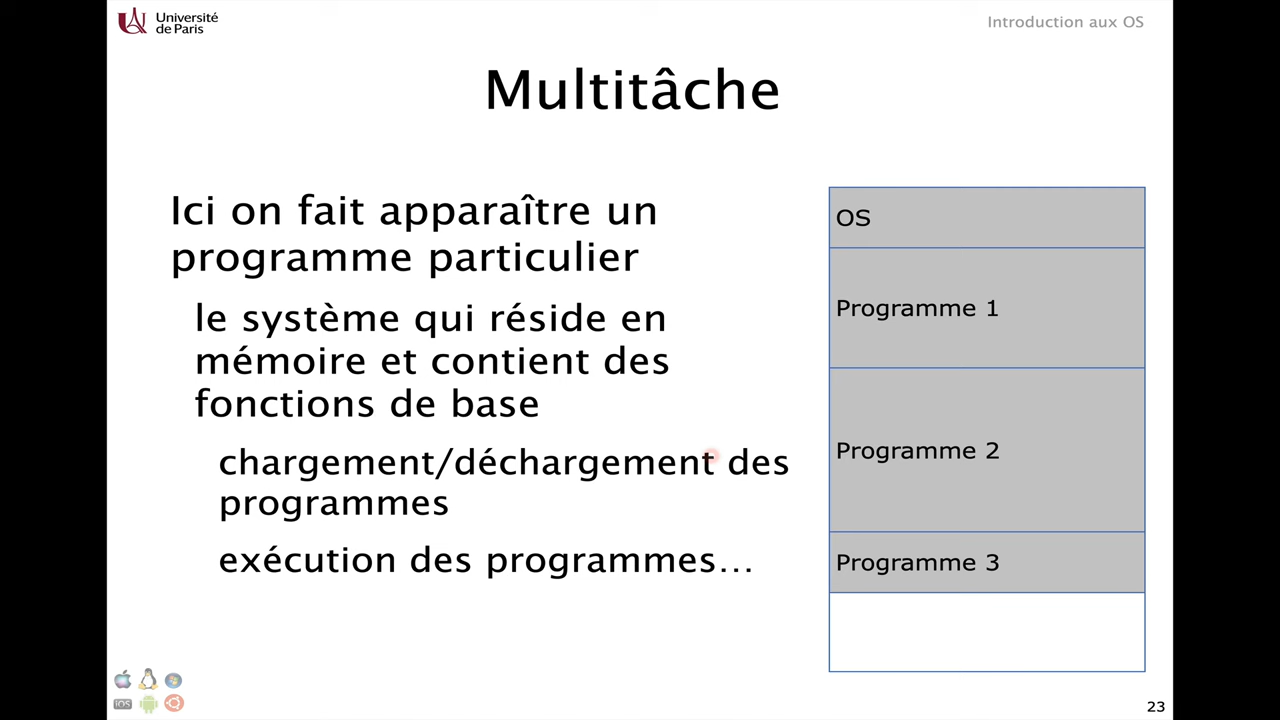 Université
de Paris
Introduction aux OS
Multitâche
Ici on fait apparaître un
programme particulier
le système qui réside en
mémoire et contient des
fonctions de base
chargement/déchargement des
programmes
exécution des programmes...
OS
Programme 1
Programme 2
Programme 3
iOS
23